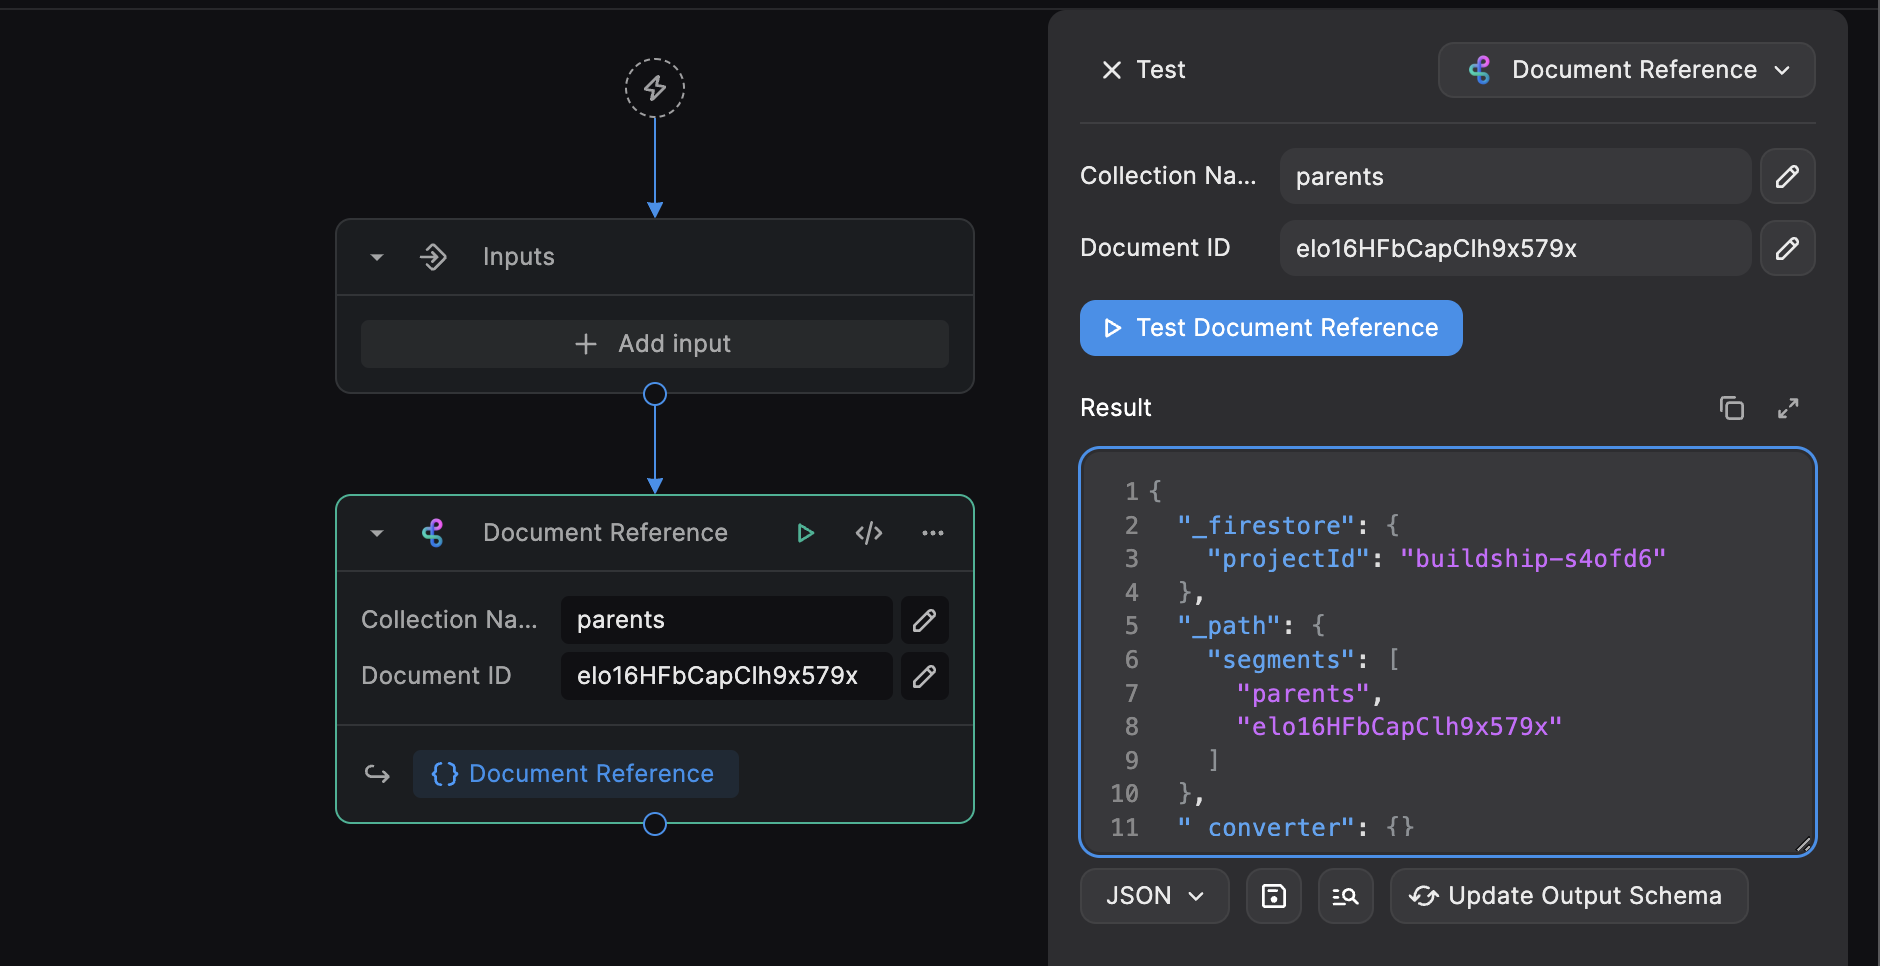 Inputs
Add input
Document Reference
Collection Na...
parents
Document ID
elo16HFbCapClh9x579x
Document Reference
Test
Document Reference
Collection Na...
parents
Document ID
elo16HFbCapClh9x579x
Test Document Reference
Result
1 {
2 "_firestore": {
3 "projectId": "buildship-s4ofd6"
4 },
5 "_path": {
6 "segments": [
7 "parents",
8 "elo16HFbCapClh9x579x"
9 ]
10 },
11 "_converter": {}
JSON
Update Output Schema